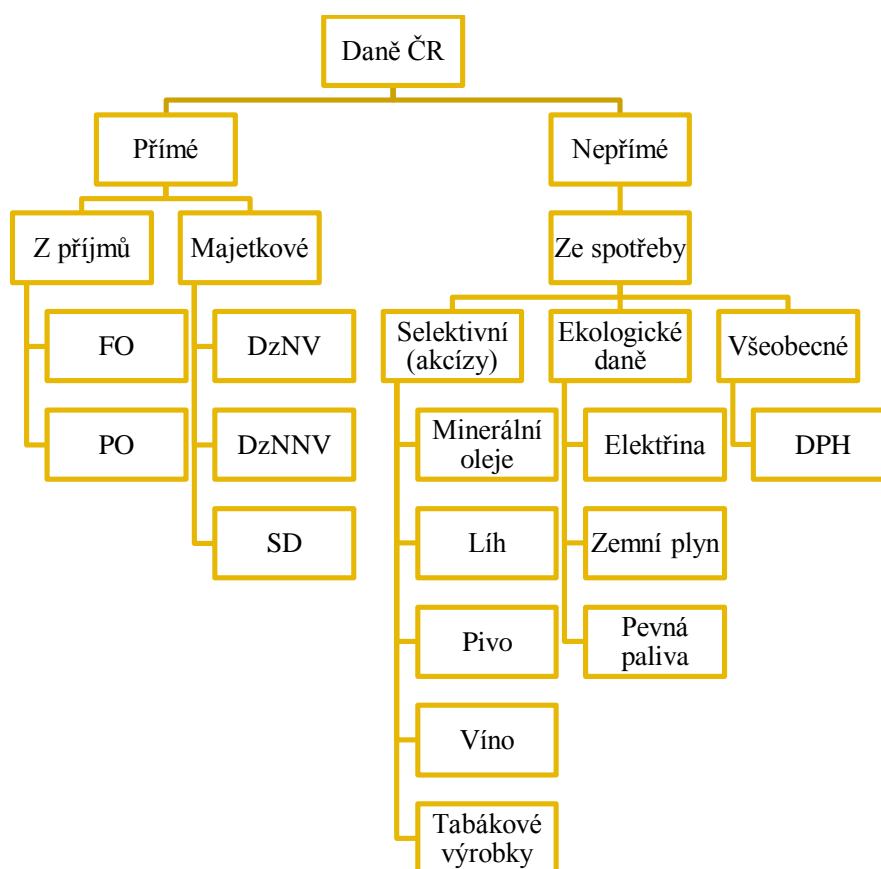 Daně ČR
Přímé
Nepřímé
Z příjmů
Majetkové
Ze spotřeby
FO
PO
DzNV
DzNNV
SD
Selektivní
(akcízy)
Minerální
oleje
Líh
Pivo
Víno
Tabákové
výrobky
Ekologické
daně
Elektřina
Zemní plyn
Pevná
paliva
Všeobecné
DPH